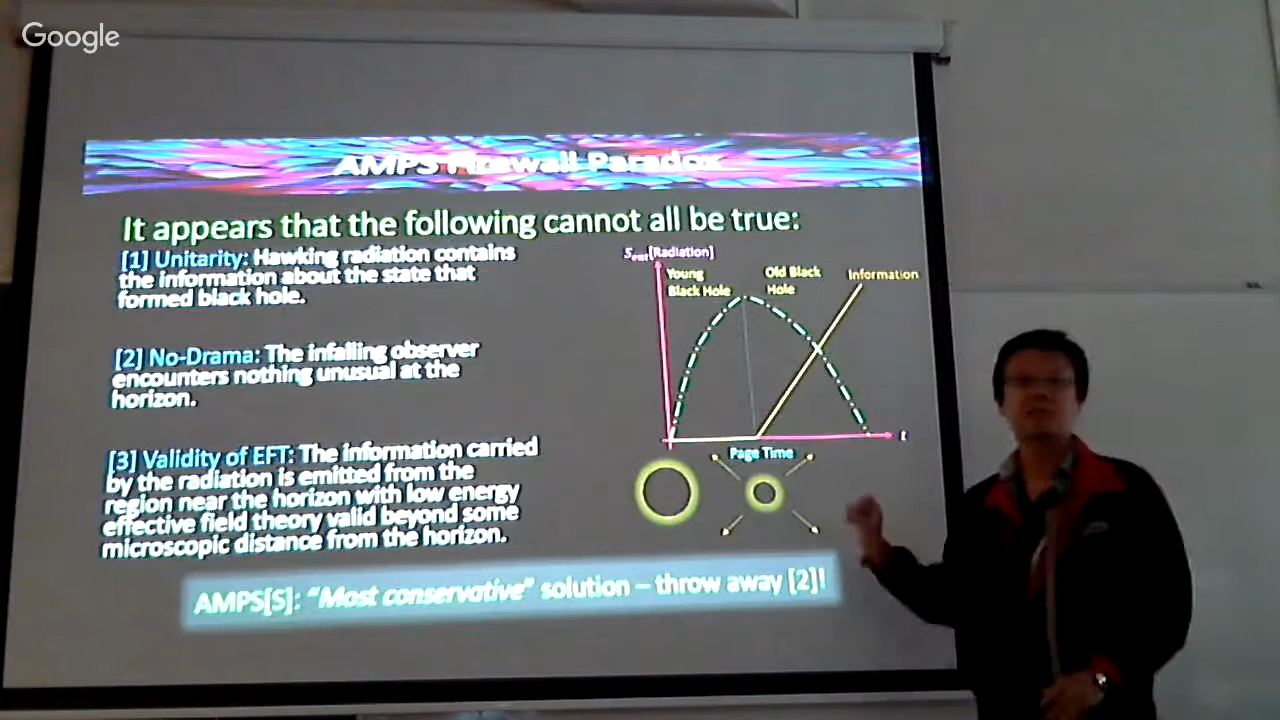 Google
AMPS Firewall Paradox
It appears that the following cannot all be true:
[1] Unitarity: Hawking radiation contains
the information about the state that
formed black hole.
[2] No-Drama: The infalling observer
encounters nothing unusual at the
horizon.
[3] Validity of EFT: The information carried
by the radiation is emitted from the
region near the horizon with low energy
effective field theory valid beyond some
microscopic distance from the horizon.
S_ent[Radiation]
Young
Black Hole
Old Black
Hole
Information
t
Page Time
AMPS[S]: "Most conservative" solution – throw away [2]!